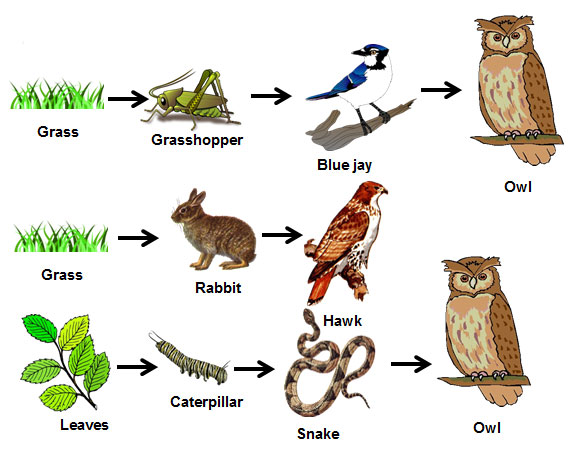 Grass
Grasshopper
Blue jay
Owl
Grass
Rabbit
Hawk
Leaves
Caterpillar
Snake
Owl